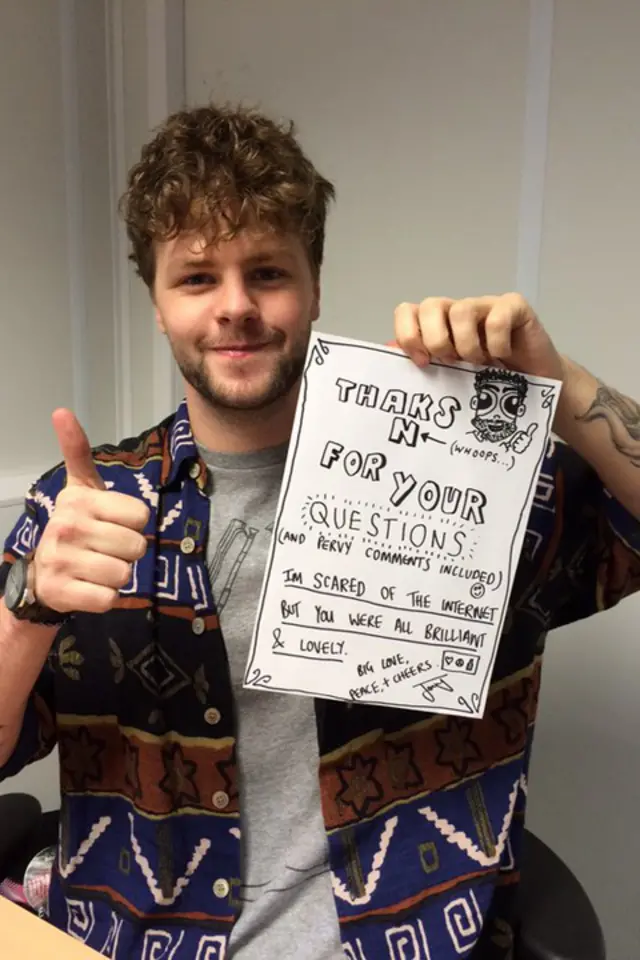 THAKS
N ← (WHOOPS...)
FOR YOUR
QUESTIONS
(AND PERVY COMMENTS INCLUDED)
IM SCARED OF THE INTERNET
BUT YOU WERE ALL BRILLIANT
& LOVELY.
BIG LOVE,
PEACE, + CHEERS.